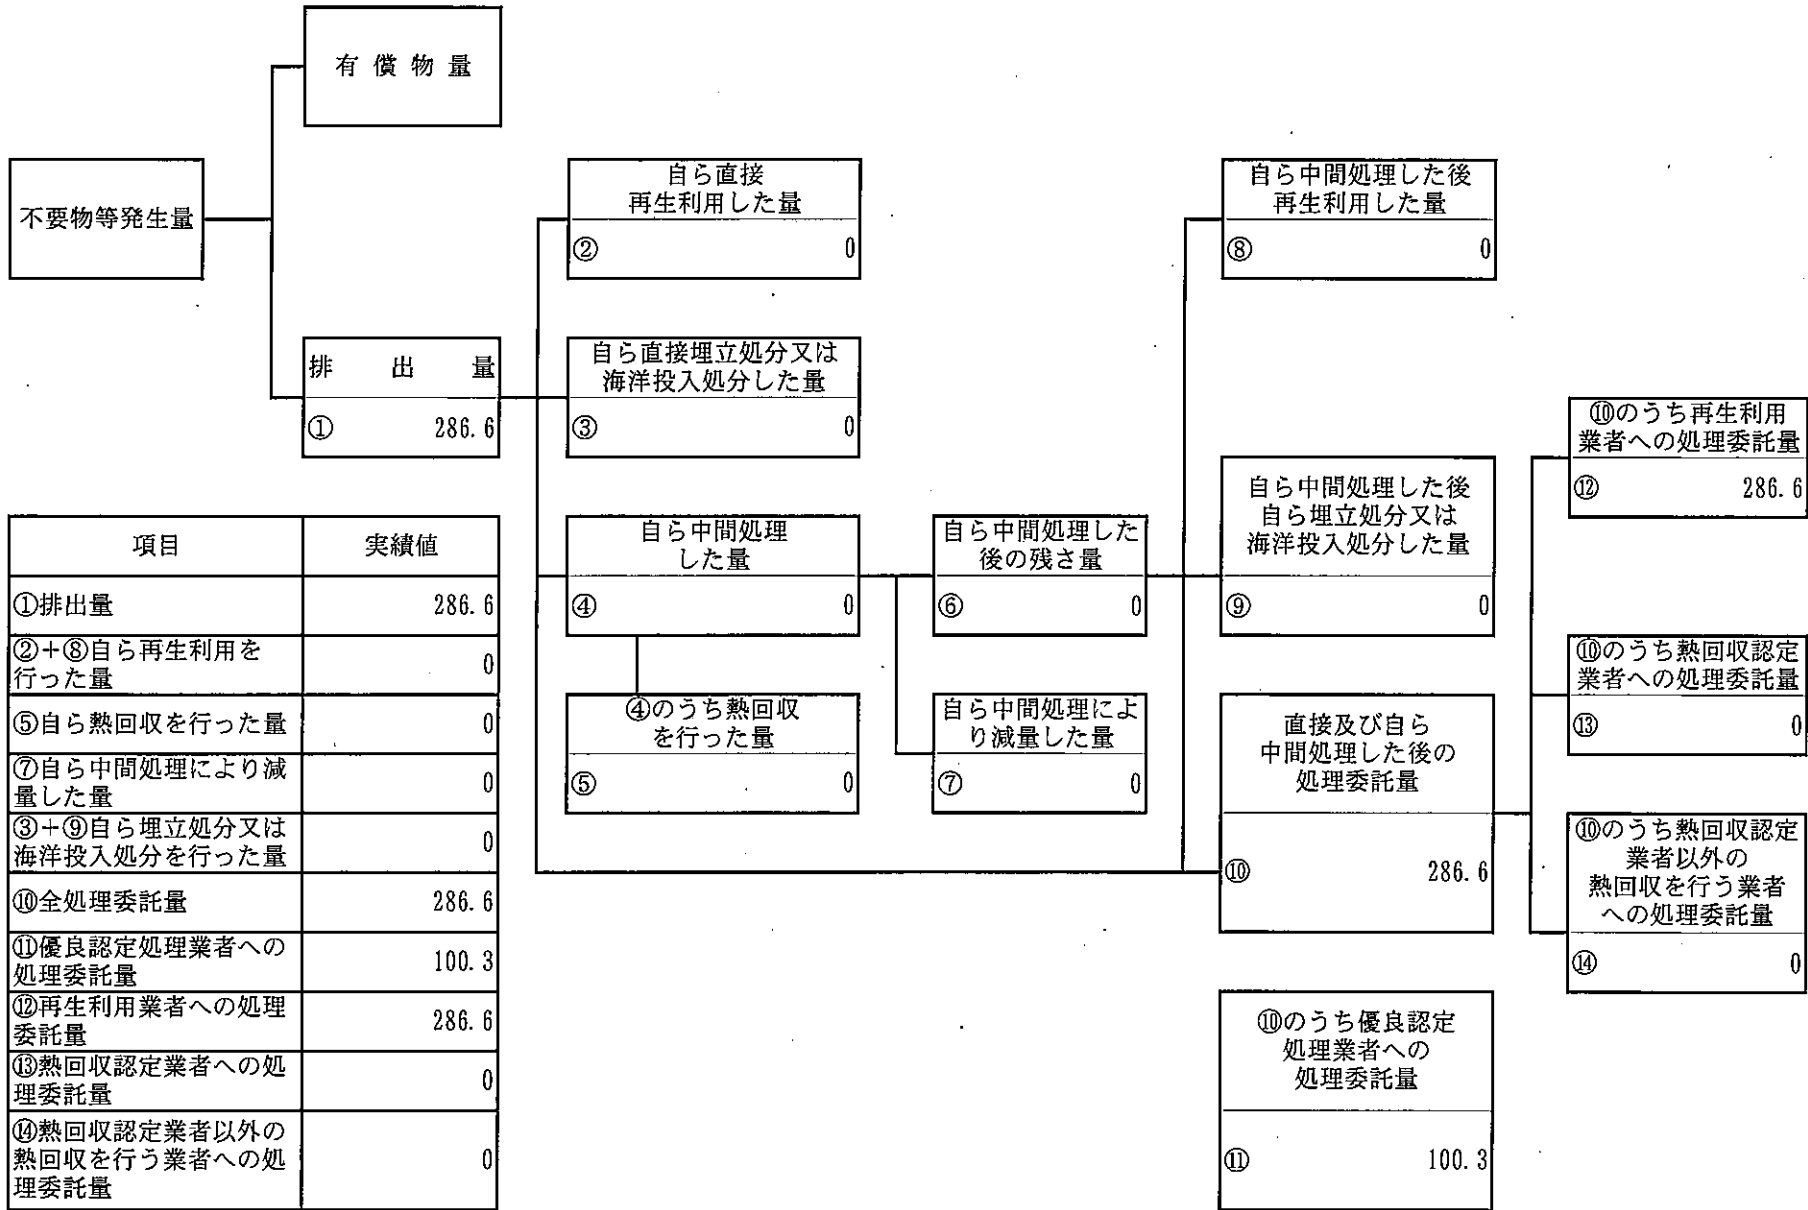 有償物量
不要物等発生量
排出量
① 286.6
自ら直接
再生利用した量
② 0
自ら直接埋立処分又は
海洋投入処分した量
③ 0
自ら中間処理
した量
④ 0
④のうち熱回収
を行った量
⑤ 0
自ら中間処理した
後の残さ量
⑥ 0
自ら中間処理によ
り減量した量
⑦ 0
自ら中間処理した後
再生利用した量
⑧ 0
自ら中間処理した後
自ら埋立処分又は
海洋投入処分した量
⑨ 0
直接及び自ら
中間処理した後の
処理委託量
⑩ 286.6
⑩のうち優良認定
処理業者への
処理委託量
⑪ 100.3
⑩のうち再生利用
業者への処理委託量
⑫ 286.6
⑩のうち熱回収認定
業者への処理委託量
⑬ 0
⑩のうち熱回収認定
業者以外の
熱回収を行う業者
への処理委託量
⑭ 0
項目 実績値
①排出量 286.6
②+⑧自ら再生利用を
行った量 0
⑤自ら熱回収を行った量 0
⑦自ら中間処理により減
量した量 0
③+⑨自ら埋立処分又は
海洋投入処分を行った量 0
⑩全処理委託量 286.6
⑪優良認定処理業者への
処理委託量 100.3
⑫再生利用業者への処理
委託量 286.6
⑬熱回収認定業者への処
理委託量 0
⑭熱回収認定業者以外の
熱回収を行う業者への処
理委託量 0